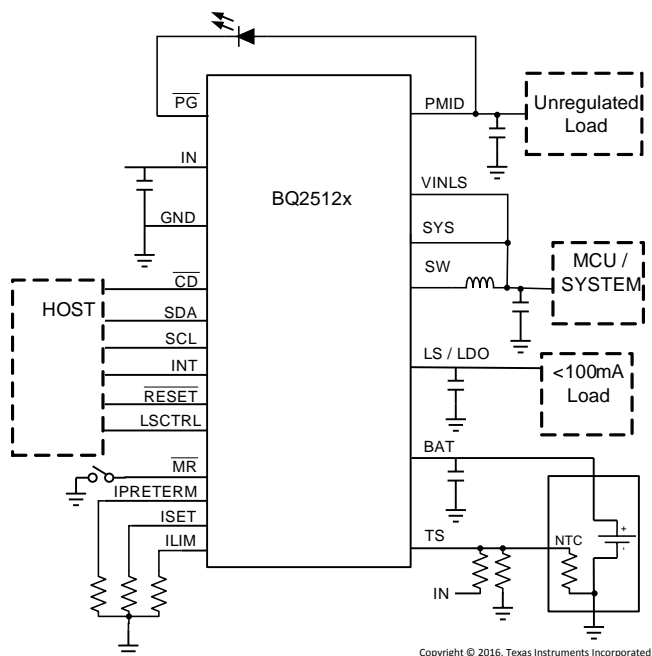 PG
PMID
Unregulated
Load
IN
VINLS
BQ2512x
GND
SYS
SW
MCU /
SYSTEM
CD
HOST
SDA
SCL
INT
RESET
LSCTRL
LS / LDO
<100mA
Load
MR
BAT
IPRETERM
ISET
ILIM
TS
NTC
+
-
IN
Copyright © 2016, Texas Instruments Incorporated